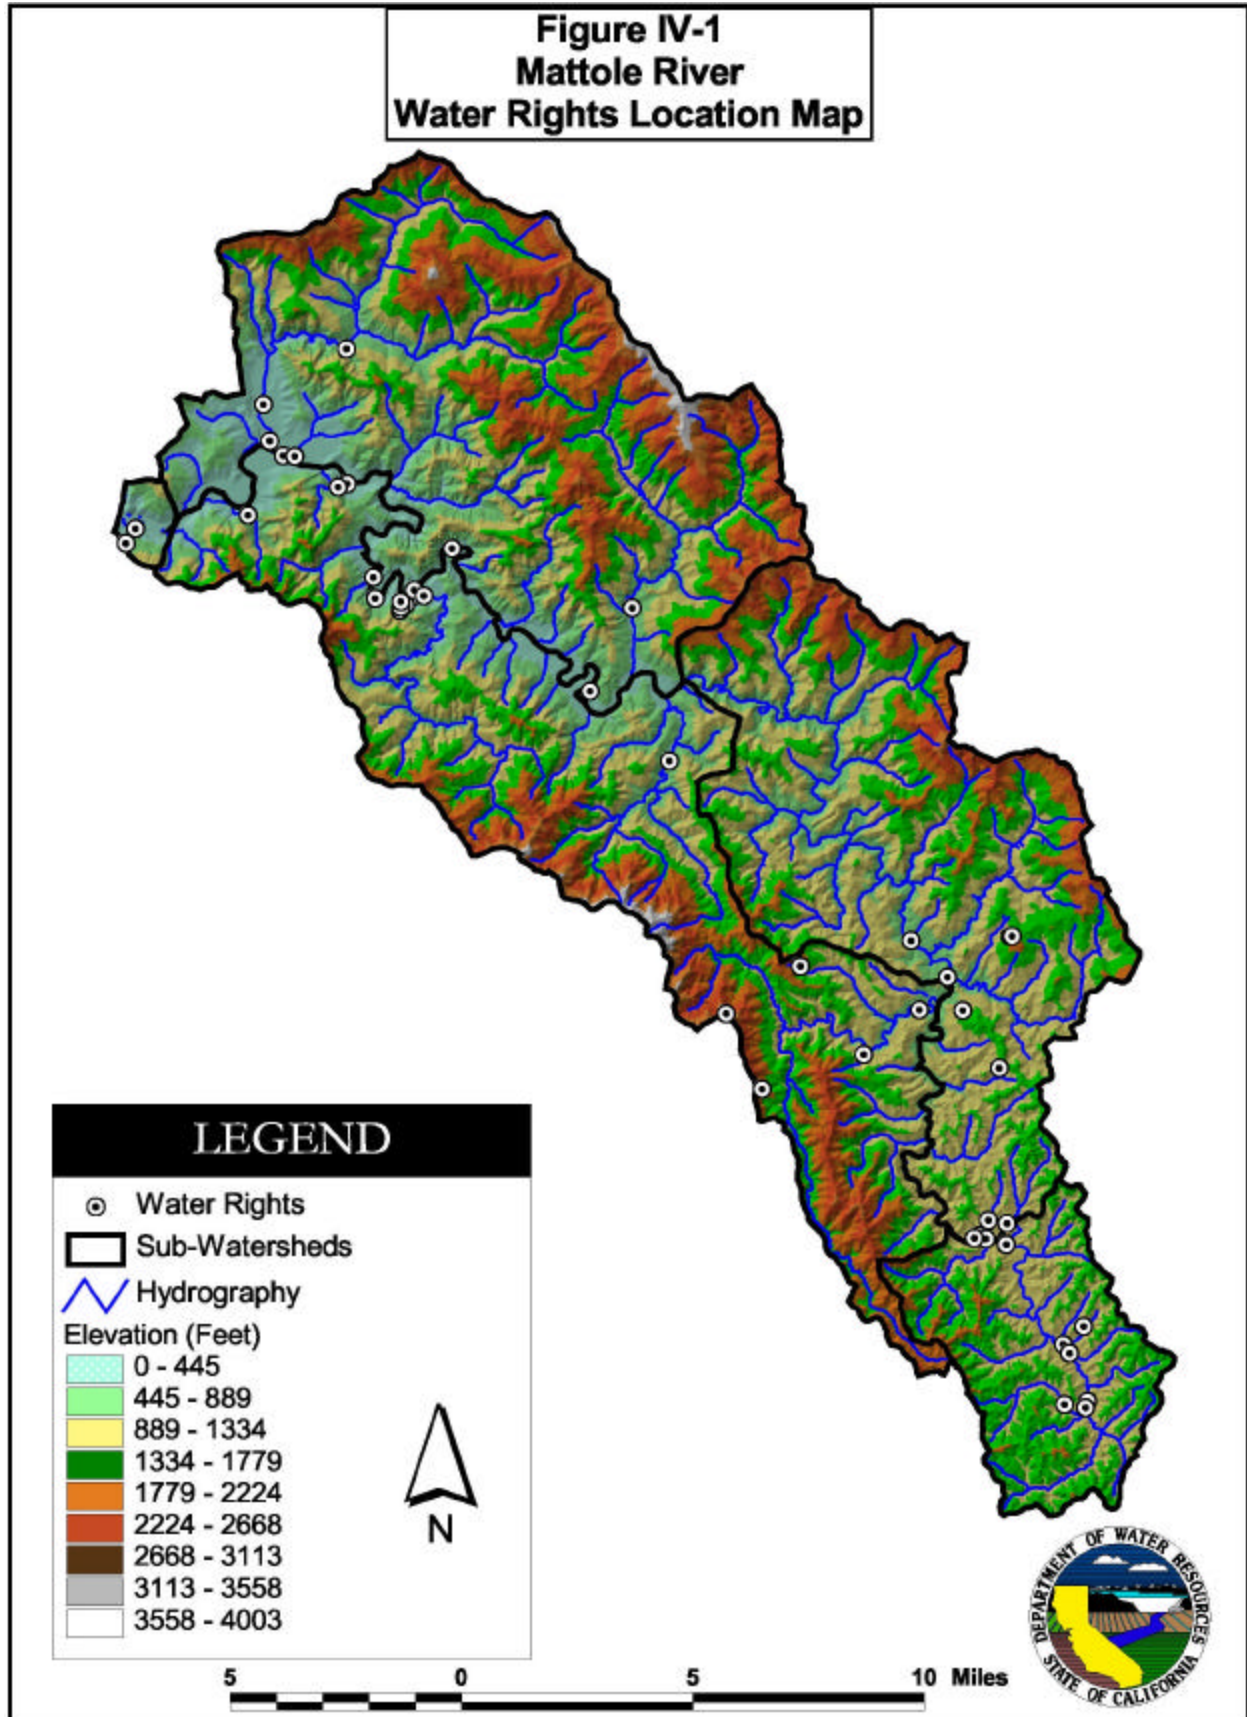 Figure IV-1
Mattole River
Water Rights Location Map
LEGEND
Water Rights
Sub-Watersheds
Hydrography
Elevation (Feet)
0 - 445
445 - 889
889 - 1334
1334 - 1779
1779 - 2224
2224 - 2668
2668 - 3113
3113 - 3558
3558 - 4003
N
5 0 5 10 Miles
DEPARTMENT OF WATER RESOURCES
STATE OF CALIFORNIA